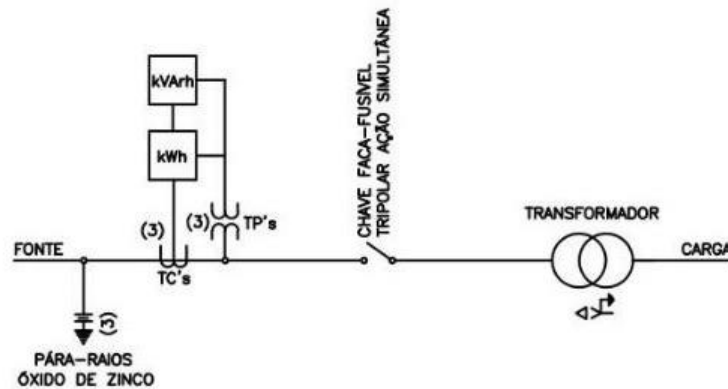 kVArh
kWh
(3)
(3)
TP's
TC's
FONTE
CHAVE FACA-FUSÍVEL
TRIPOLAR AÇÃO SIMULTÂNEA
TRANSFORMADOR
CARGA
(3)
PÁRA-RAIOS
ÓXIDO DE ZINCO